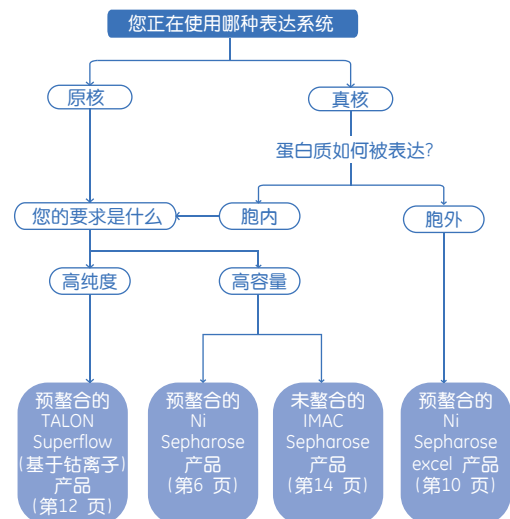 您正在使用哪种表达系统
原核
真核
蛋白质如何被表达?
您的要求是什么
胞内
胞外
高纯度
高容量
预螯合的
TALON
Superflow
(基于钴离子)
产品
(第12 页)
预螯合的
Ni
Sepharose
产品
(第6 页)
未螯合的
IMAC
Sepharose
产品
(第14 页)
预螯合的
Ni
Sepharose
excel 产品
(第10 页)